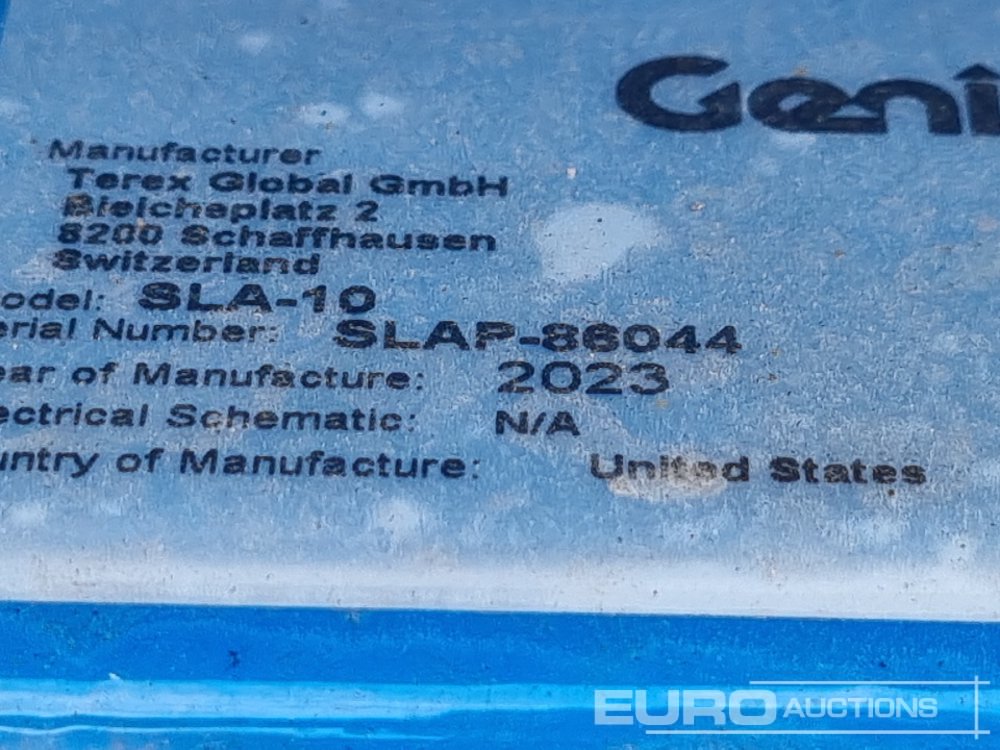 Geni
Manufacturer
Terex Global GmbH
Bleicheplatz 2
8200 Schaffhausen
Switzerland
odel: SLA-10
erial Number: SLAP-86044
ear of Manufacture: 2023
ectrical Schematic: N/A
untry of Manufacture: United States
EURO AUCTIONS